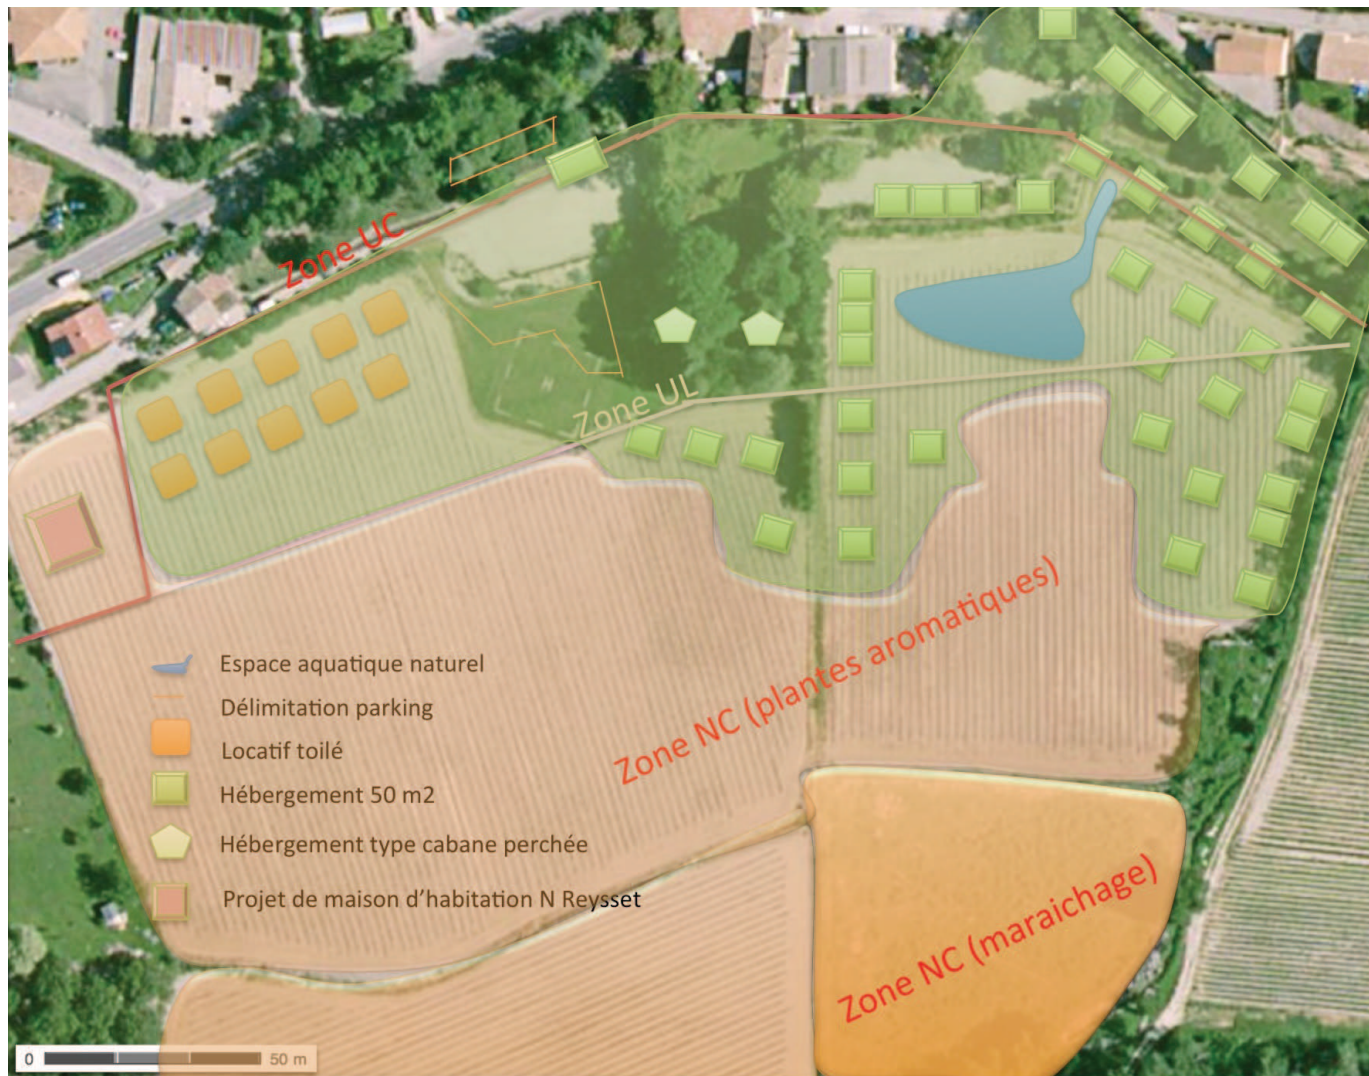 Zone UC
Zone UL
Zone NC (plantes aromatiques)
Espace aquatique naturel
Délimitation parking
Locatif toilé
Hébergement 50 m2
Hébergement type cabane perchée
Projet de maison d'habitation N Reysset
Zone NC (maraichage)
0 50 m